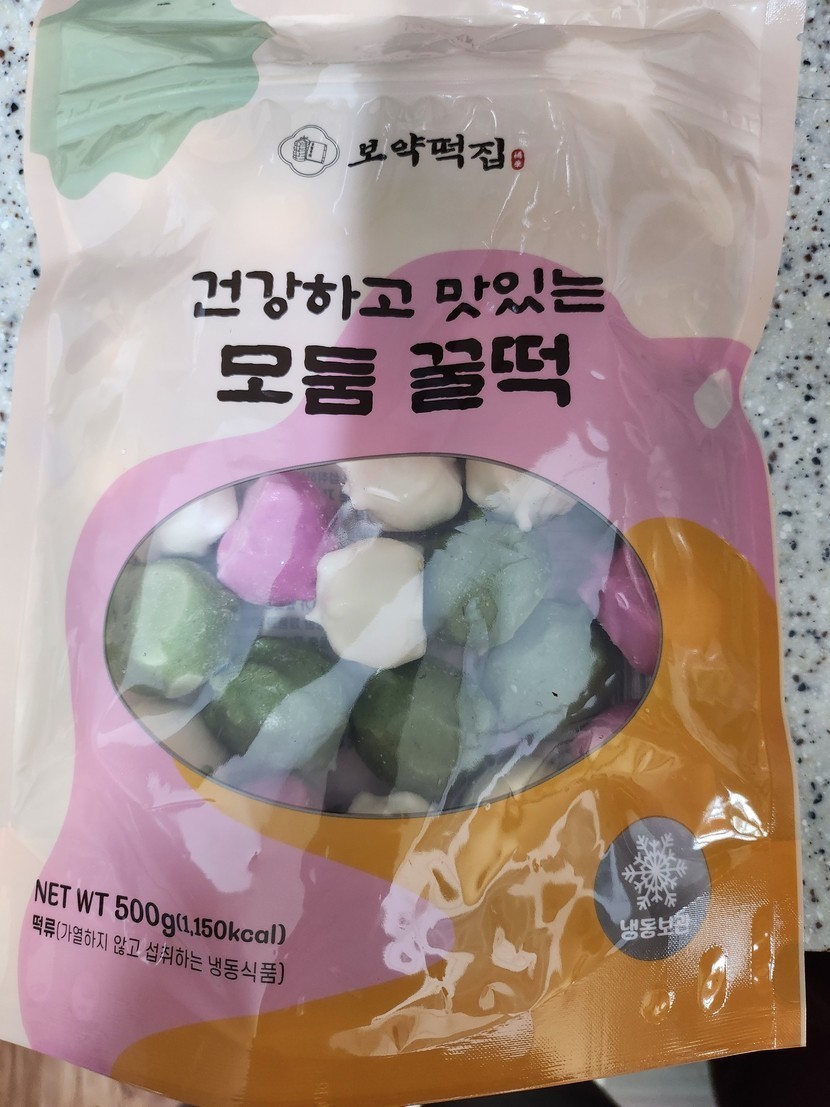 보약떡집
건강하고 맛있는
모둠 꿀떡
NET WT 500g(1,150kcal)
떡류(가열하지 않고 섭취하는 냉동식품)
냉동보관